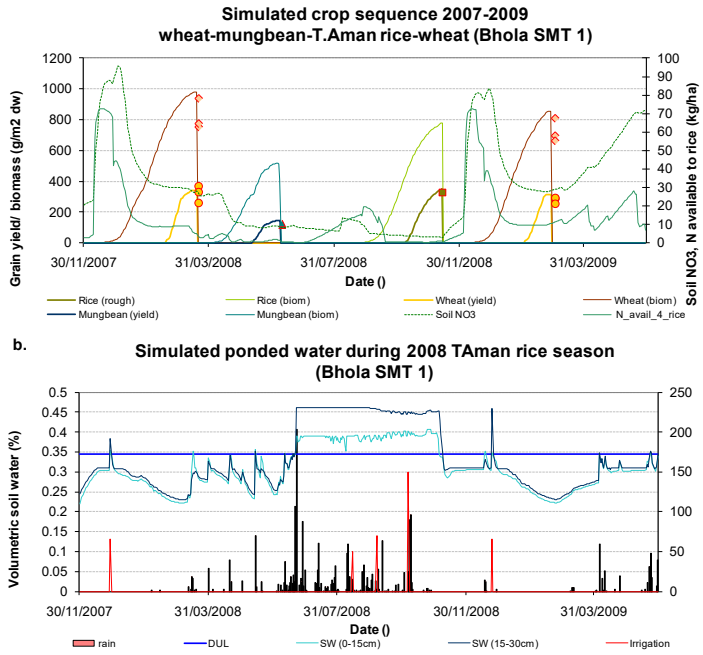 Simulated crop sequence 2007-2009
wheat-mungbean-T.Aman rice-wheat (Bhola SMT 1)
Grain yield/ biomass (g/m2 dw)
1200
1000
800
600
400
200
0
100
90
80
70
60
50
40
30
20
10
0
Soil NO3, N available to rice (kg/ha)
30/11/2007
31/03/2008
31/07/2008
30/11/2008
31/03/2009
Date ()
Rice (rough)
Rice (biom)
Wheat (yield)
Wheat (biom)
Mungbean (yield)
Mungbean (biom)
Soil NO3
N_avail_4_rice
b.
Simulated ponded water during 2008 TAman rice season
(Bhola SMT 1)
Volumetric soil water (%)
0.5
0.45
0.4
0.35
0.3
0.25
0.2
0.15
0.1
0.05
0
250
200
150
100
50
0
30/11/2007
31/03/2008
31/07/2008
30/11/2008
31/03/2009
Date ()
rain
DUL
SW (0-15cm)
SW (15-30cm)
Irrigation